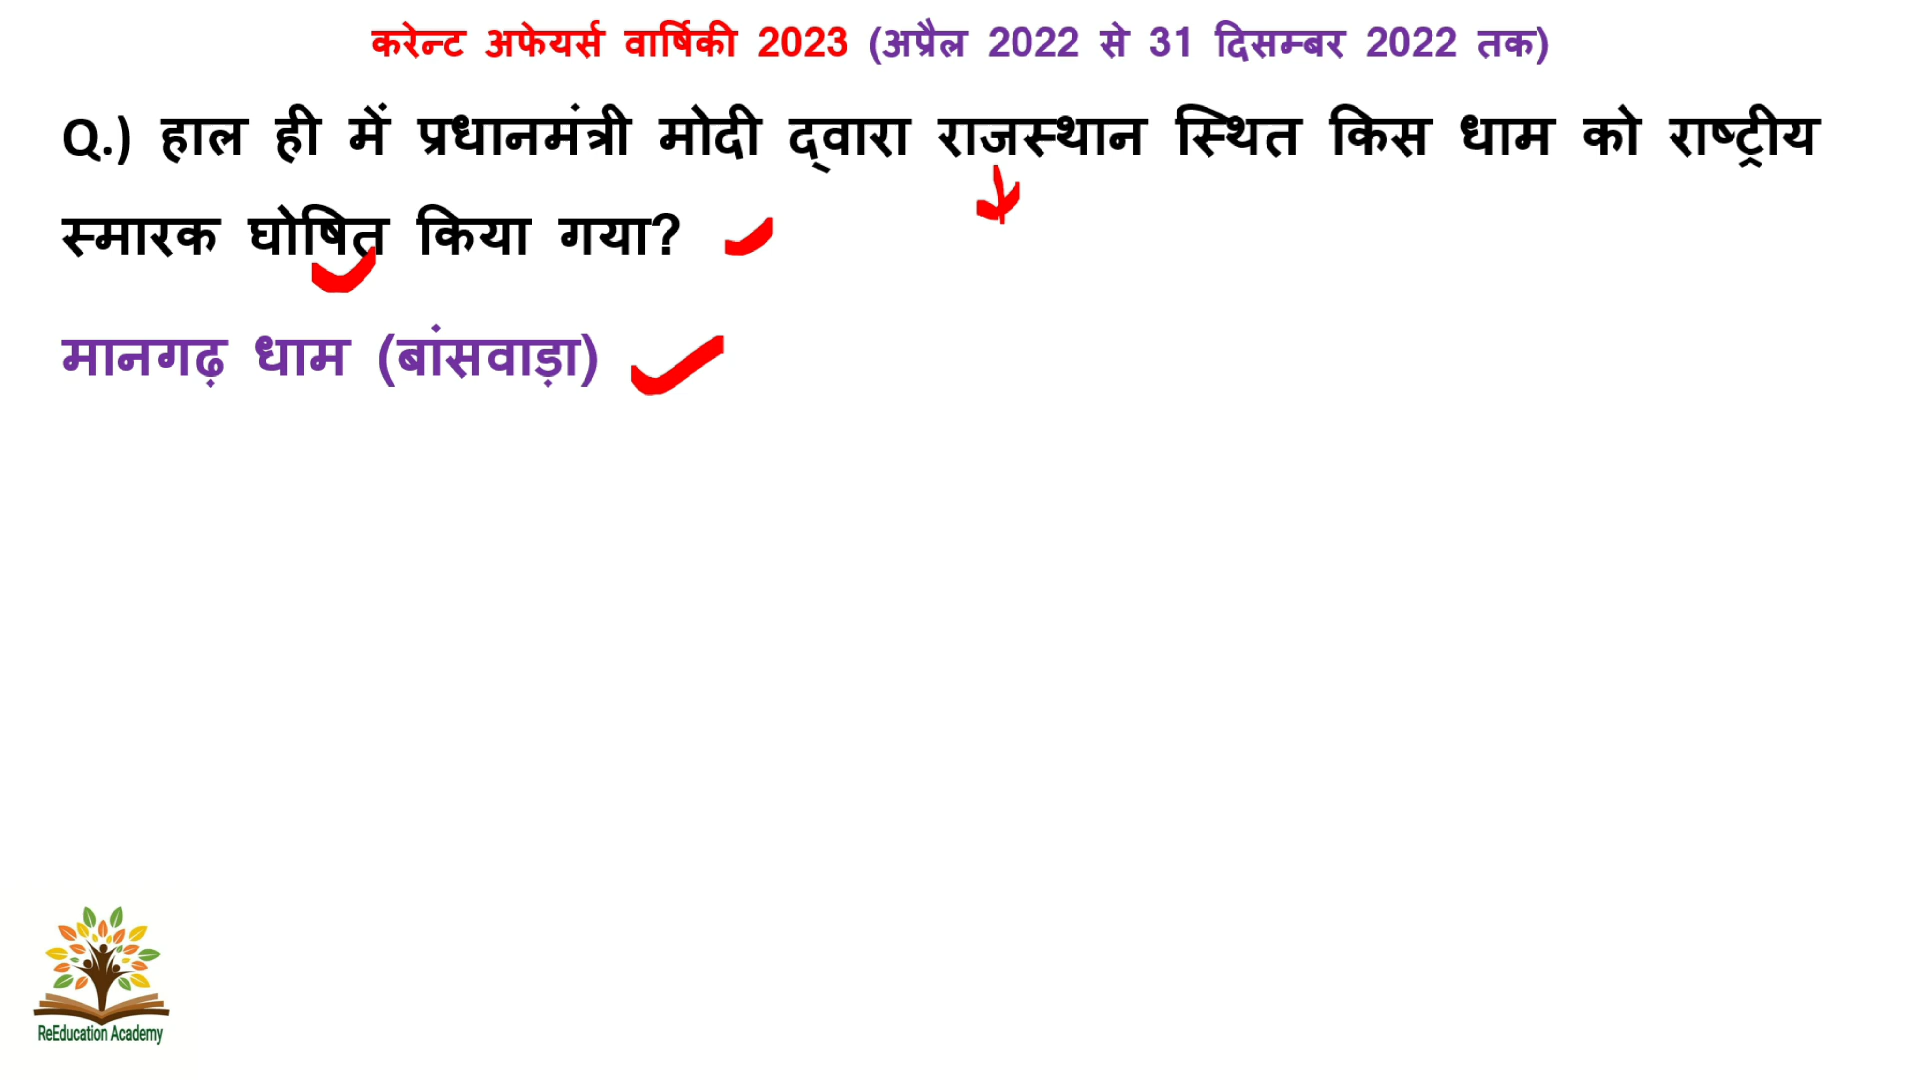 करेन्ट अफेयर्स वार्षिकी 2023 (अप्रैल 2022 से 31 दिसम्बर 2022 तक)
Q.) हाल ही में प्रधानमंत्री मोदी द्वारा राजस्थान स्थित किस धाम को राष्ट्रीय
स्मारक घोषित किया गया?
मानगढ़ धाम (बांसवाड़ा)
ReEducation Academy